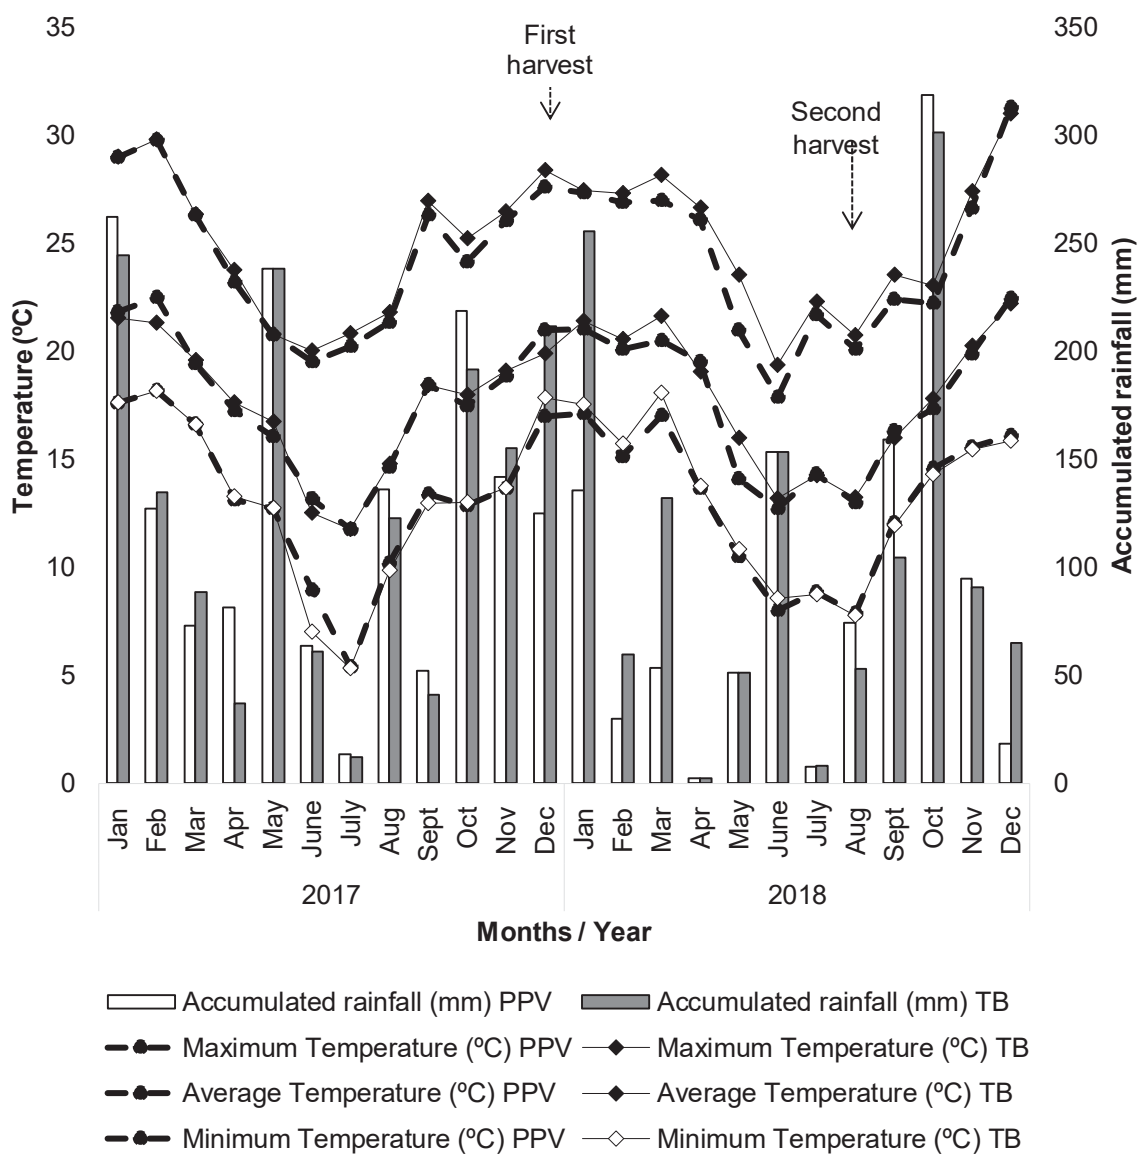 35
30
25
20
15
10
5
0
Temperature (ºC)
350
300
250
200
150
100
50
0
Accumulated rainfall (mm)
First
harvest
Second
harvest
Jan Feb Mar Apr May June July Aug Sept Oct Nov Dec Jan Feb Mar Apr May June July Aug Sept Oct Nov Dec
2017 2018
Months / Year
Accumulated rainfall (mm) PPV Accumulated rainfall (mm) TB
Maximum Temperature (ºC) PPV Maximum Temperature (ºC) TB
Average Temperature (ºC) PPV Average Temperature (ºC) TB
Minimum Temperature (ºC) PPV Minimum Temperature (ºC) TB